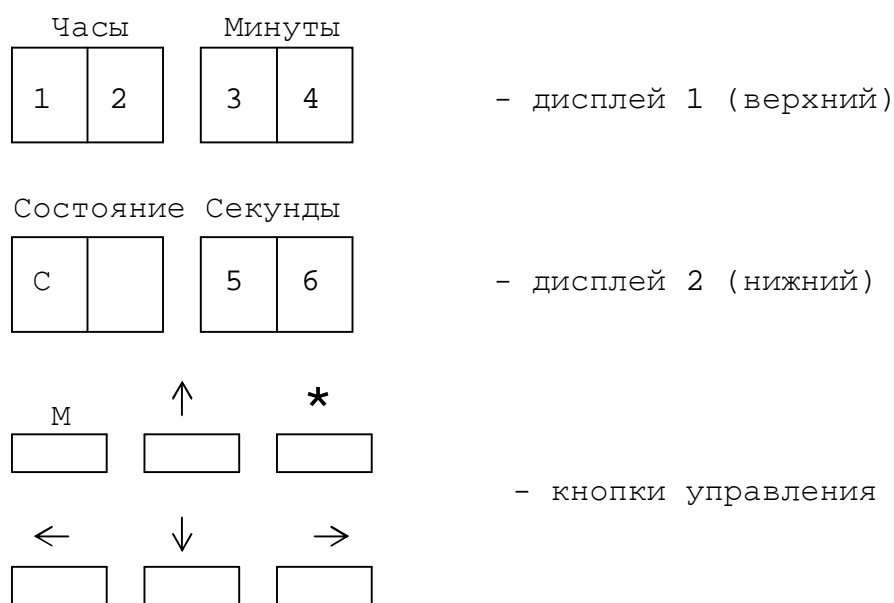 Часы Минуты
1 2 3 4 - дисплей 1 (верхний)
Состояние Секунды
С 5 6 - дисплей 2 (нижний)
М ↑ *
- кнопки управления
← ↓ →